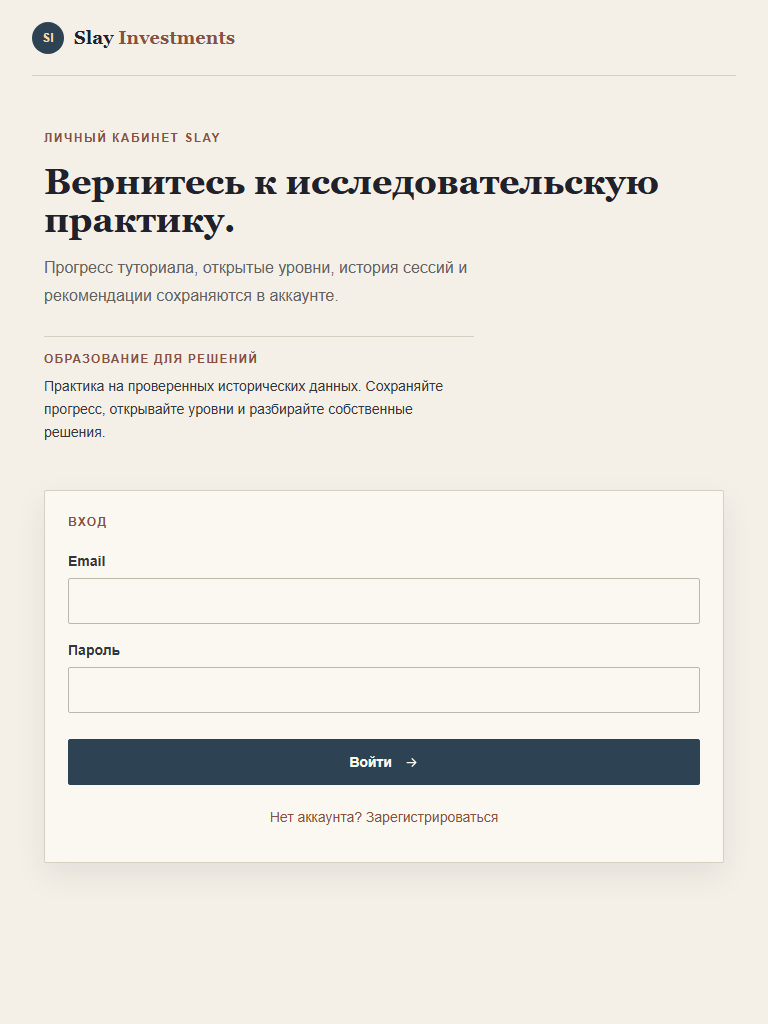 SI
Slay Investments
ЛИЧНЫЙ КАБИНЕТ SLAY
Вернитесь к исследовательскую
практику.
Прогресс туториала, открытые уровни, история сессий и
рекомендации сохраняются в аккаунте.
ОБРАЗОВАНИЕ ДЛЯ РЕШЕНИЙ
Практика на проверенных исторических данных. Сохраняйте
прогресс, открывайте уровни и разбирайте собственные
решения.
ВХОД
Email
Пароль
Войти →
Нет аккаунта? Зарегистрироваться